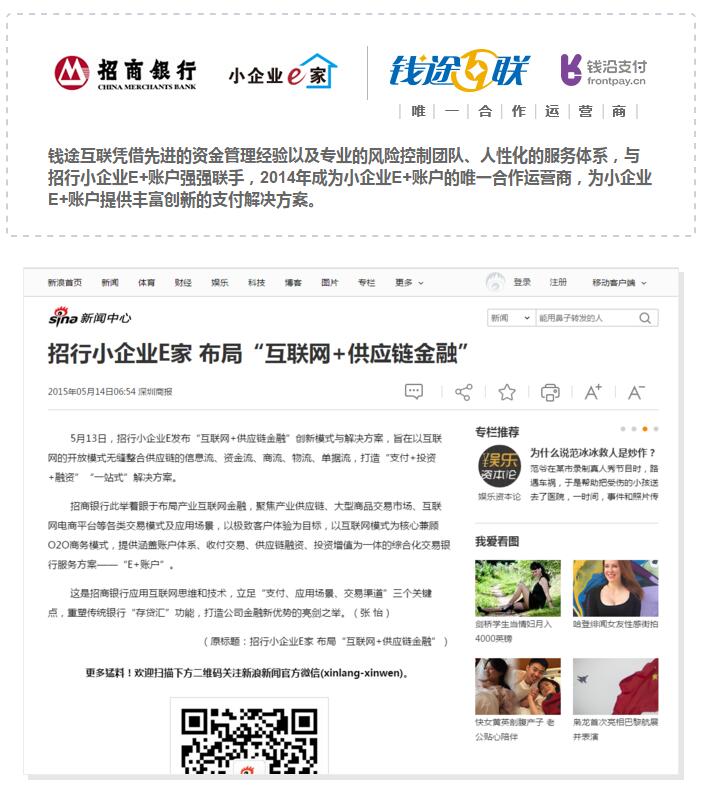 招商银行
CHINA MERCHANTS BANK
小企业e家
钱途互联
钱沿支付
frontpay.cn
唯 一 合 作 运 营 商
钱途互联凭借先进的资金管理经验以及专业的风险控制团队、人性化的服务体系，与
招行小企业E+账户强强联手，2014年成为小企业E+账户的唯一合作运营商，为小企业
E+账户提供丰富创新的支付解决方案。
新浪首页 新闻 体育 财经 娱乐 科技 博客 图片 专栏 更多 登录 注册 移动客户端
sina 新闻中心
新闻 能用鼻子转发的人
招行小企业E家 布局“互联网+供应链金融”
2015年05月14日06:54 深圳商报
A+ A-
5月13日，招行小企业E发布“互联网+供应链金融”创新模式与解决方案，旨在以互联
网的开放模式无缝整合供应链的信息流、资金流、商流、物流、单据流，打造“支付+投资
+融资”“一站式”解决方案。
招商银行此举着眼于布局产业互联网金融，聚焦产业供应链、大型商品交易市场、互联
网电商平台等各类交易模式及应用场景，以极致客户体验为目标，以互联网模式为核心兼顾
O2O商务模式，提供涵盖账户体系、收付交易、供应链融资、投资增值为一体的综合化交易银
行服务方案——“E+账户”。
这是招商银行应用互联网思维和技术，立足“支付、应用场景、交易渠道”三个关键
点，重塑传统银行“存贷汇”功能，打造公司金融新优势的亮剑之举。（张 怡）
（原标题：招行小企业E家 布局“互联网+供应链金融”）
更多猛料！欢迎扫描下方二维码关注新浪新闻官方微信(xinlang-xinwen)。
专栏推荐
娱乐
资本论
娱乐资本论
为什么说范冰冰救人是炒作？
范爷在某市录制真人秀节目时，路
遇车祸，于是帮助把受伤的小孩送
去了医院，一时间，事件和照片传
我爱看图
剑桥学生当情妇月入
4000英镑
哈登绯闻女友性感街拍
快女黄英剖腹产子 老
公贴心陪伴
枭龙首次亮相巴黎航展
并表演